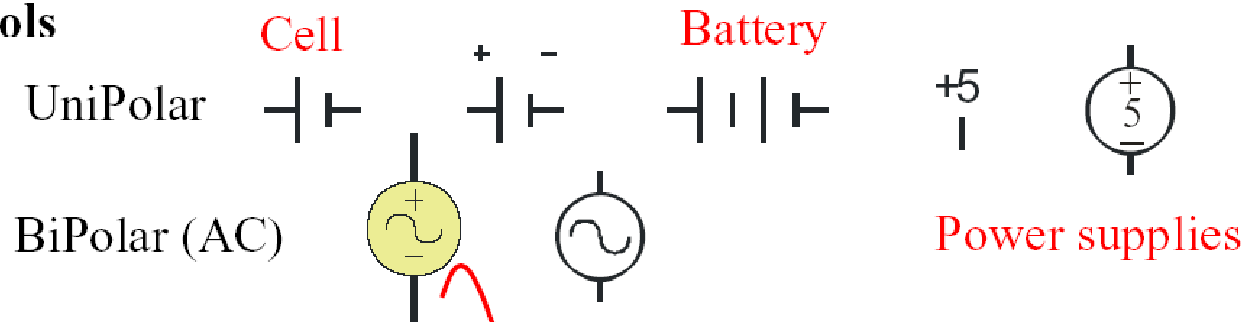 ols
Cell
Battery
+ −
UniPolar
+5
+
5
−
BiPolar (AC)
+
−
Power supplies